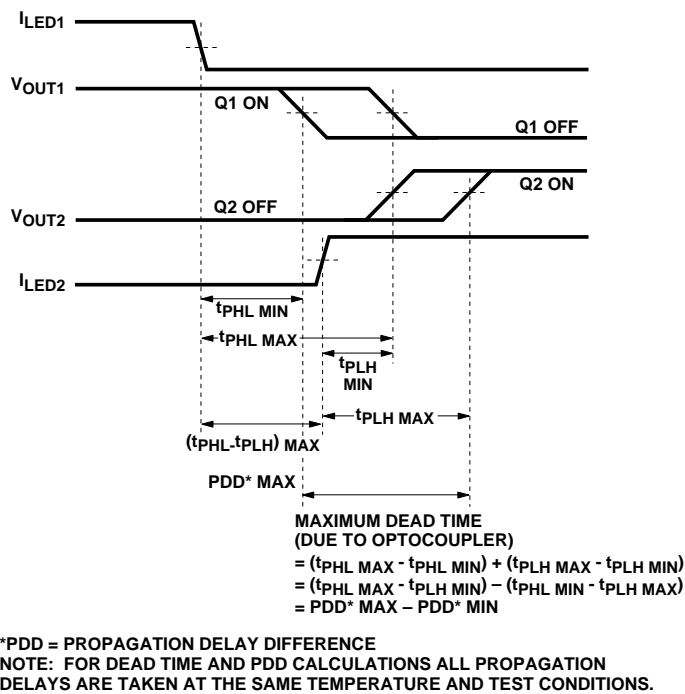 ILED1
VOUT1
Q1 ON
Q1 OFF
Q2 ON
Q2 OFF
VOUT2
ILED2
tPHL MIN
tPHL MAX
tPLH
MIN
tPLH MAX
(tPHL-tPLH) MAX
PDD* MAX
MAXIMUM DEAD TIME
(DUE TO OPTOCOUPLER)
= (tPHL MAX - tPHL MIN) + (tPLH MAX - tPLH MIN)
= (tPHL MAX - tPLH MIN) – (tPHL MIN - tPLH MAX)
= PDD* MAX – PDD* MIN
*PDD = PROPAGATION DELAY DIFFERENCE
NOTE: FOR DEAD TIME AND PDD CALCULATIONS ALL PROPAGATION
DELAYS ARE TAKEN AT THE SAME TEMPERATURE AND TEST CONDITIONS.